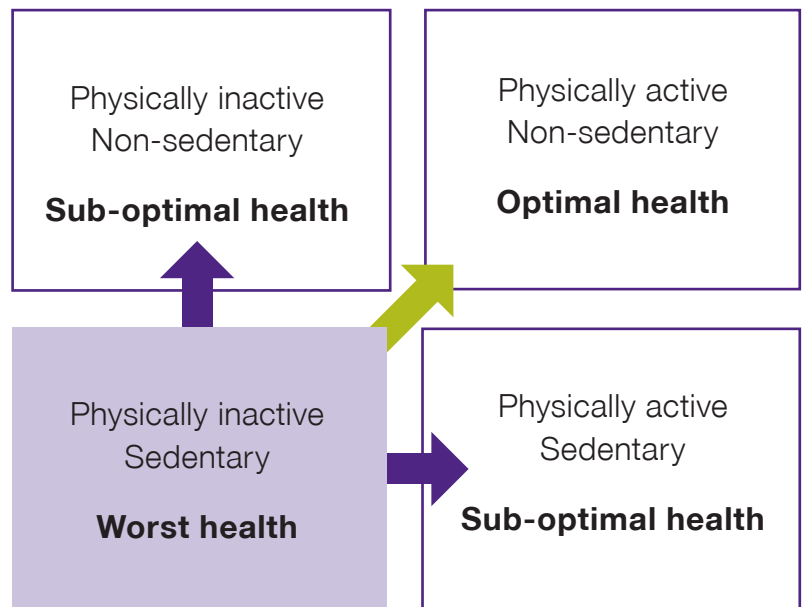 Physically inactive
Non-sedentary
Sub-optimal health
Physically active
Non-sedentary
Optimal health
Physically inactive
Sedentary
Worst health
Physically active
Sedentary
Sub-optimal health